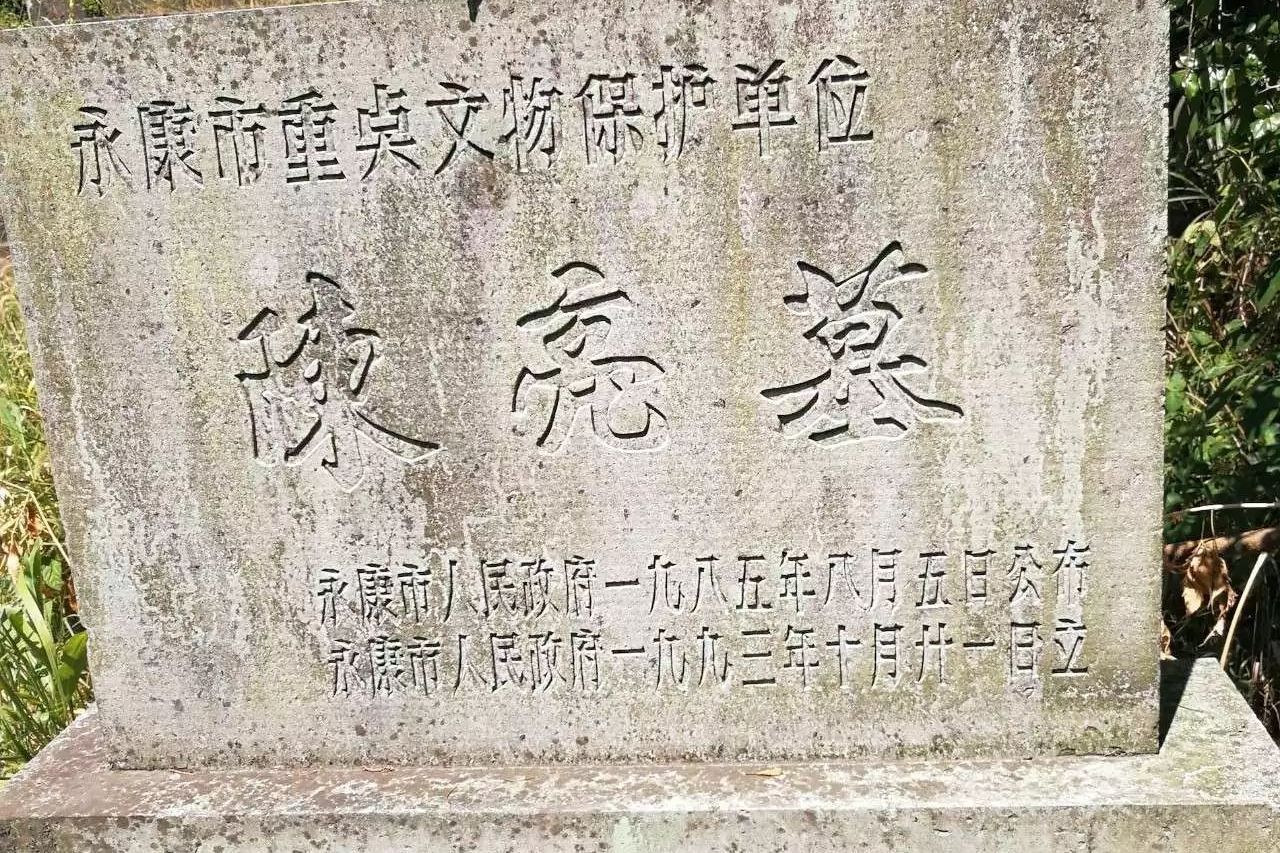 永康市重点文物保护单位
陳亮墓
永康市人民政府一九八五年八月五日公布
永康市人民政府一九九三年十月廿一日立